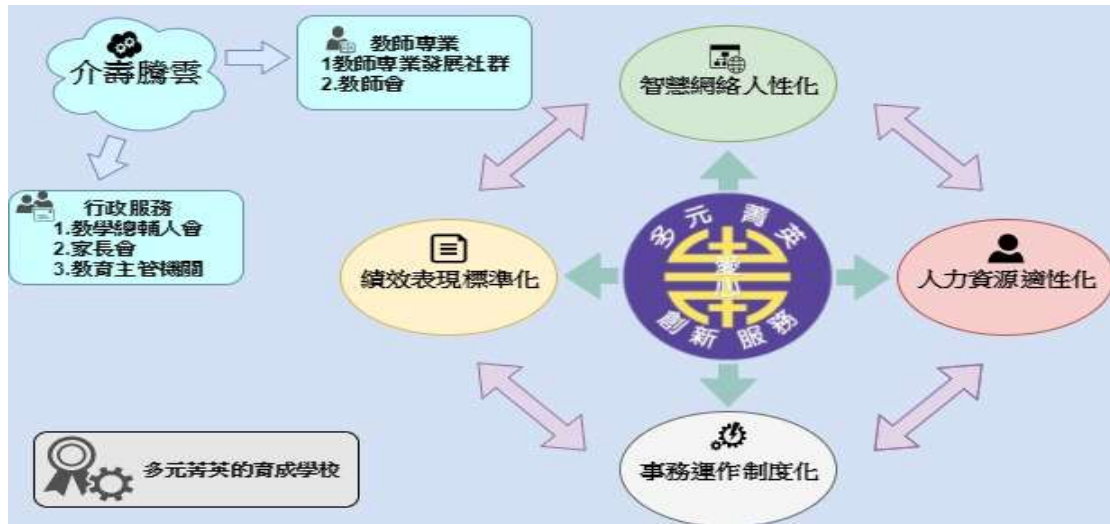 介壽騰雲
教師專業
1教師專業發展社群
2.教師會
行政服務
1.教學總輔人會
2.家長會
3.教育主管機關
智慧網絡人性化
績效表現標準化
多元 菁英
愛心
創新 服務
人力資源適性化
事務運作制度化
多元菁英的育成學校